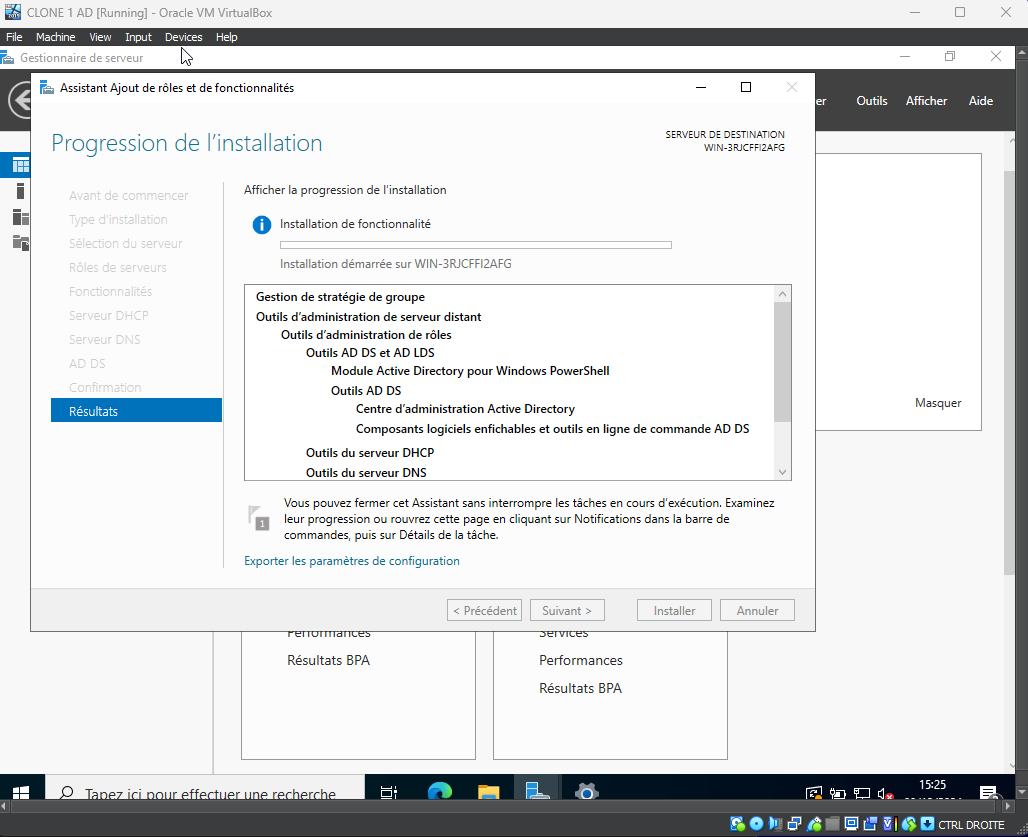 CLONE 1 AD [Running] - Oracle VM VirtualBox
File Machine View Input Devices Help
Gestionnaire de serveur
Assistant Ajout de rôles et de fonctionnalités
Outils Afficher Aide
Progression de l'installation
SERVEUR DE DESTINATION
WIN-3RJCFFI2AFG
Avant de commencer
Type d'installation
Sélection du serveur
Rôles de serveurs
Fonctionnalités
Serveur DHCP
Serveur DNS
AD DS
Confirmation
Résultats
Afficher la progression de l'installation
Installation de fonctionnalité
Installation démarrée sur WIN-3RJCFFI2AFG
Gestion de stratégie de groupe
Outils d'administration de serveur distant
Outils d'administration de rôles
Outils AD DS et AD LDS
Module Active Directory pour Windows PowerShell
Outils AD DS
Centre d'administration Active Directory
Composants logiciels enfichables et outils en ligne de commande AD DS
Outils du serveur DHCP
Outils du serveur DNS
Masquer
1
Vous pouvez fermer cet Assistant sans interrompre les tâches en cours d'exécution. Examinez
leur progression ou rouvrez cette page en cliquant sur Notifications dans la barre de
commandes, puis sur Détails de la tâche.
Exporter les paramètres de configuration
< Précédent Suivant > Installer Annuler
Performances
Résultats BPA
Services
Performances
Résultats BPA
Tapez ici pour effectuer une recherche
15:25
CTRL DROITE